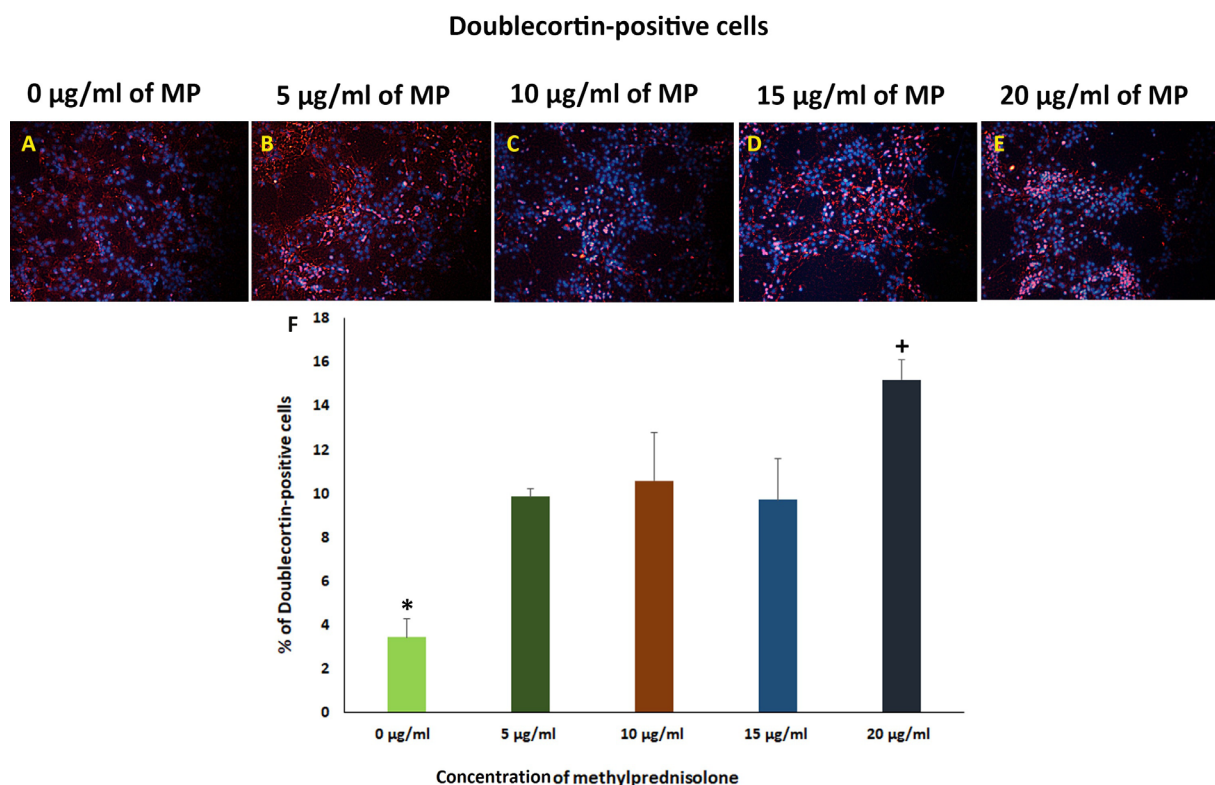 Doublecortin-positive cells
0 µg/ml of MP
5 µg/ml of MP
10 µg/ml of MP
15 µg/ml of MP
20 µg/ml of MP
A
B
C
D
E
F
% of Doublecortin-positive cells
18
16
14
12
10
8
6
4
2
0
*
+
0 µg/ml
5 µg/ml
10 µg/ml
15 µg/ml
20 µg/ml
Concentration of methylprednisolone